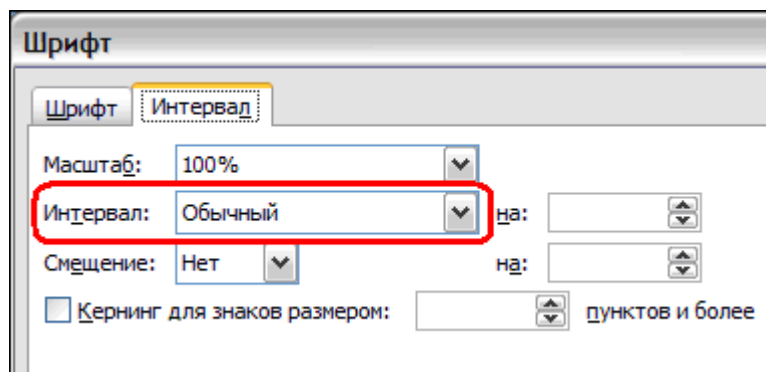 Шрифт
Шрифт Интервал
Масштаб: 100%
Интервал: Обычный на:
Смещение: Нет на:
Кернинг для знаков размером: пунктов и более